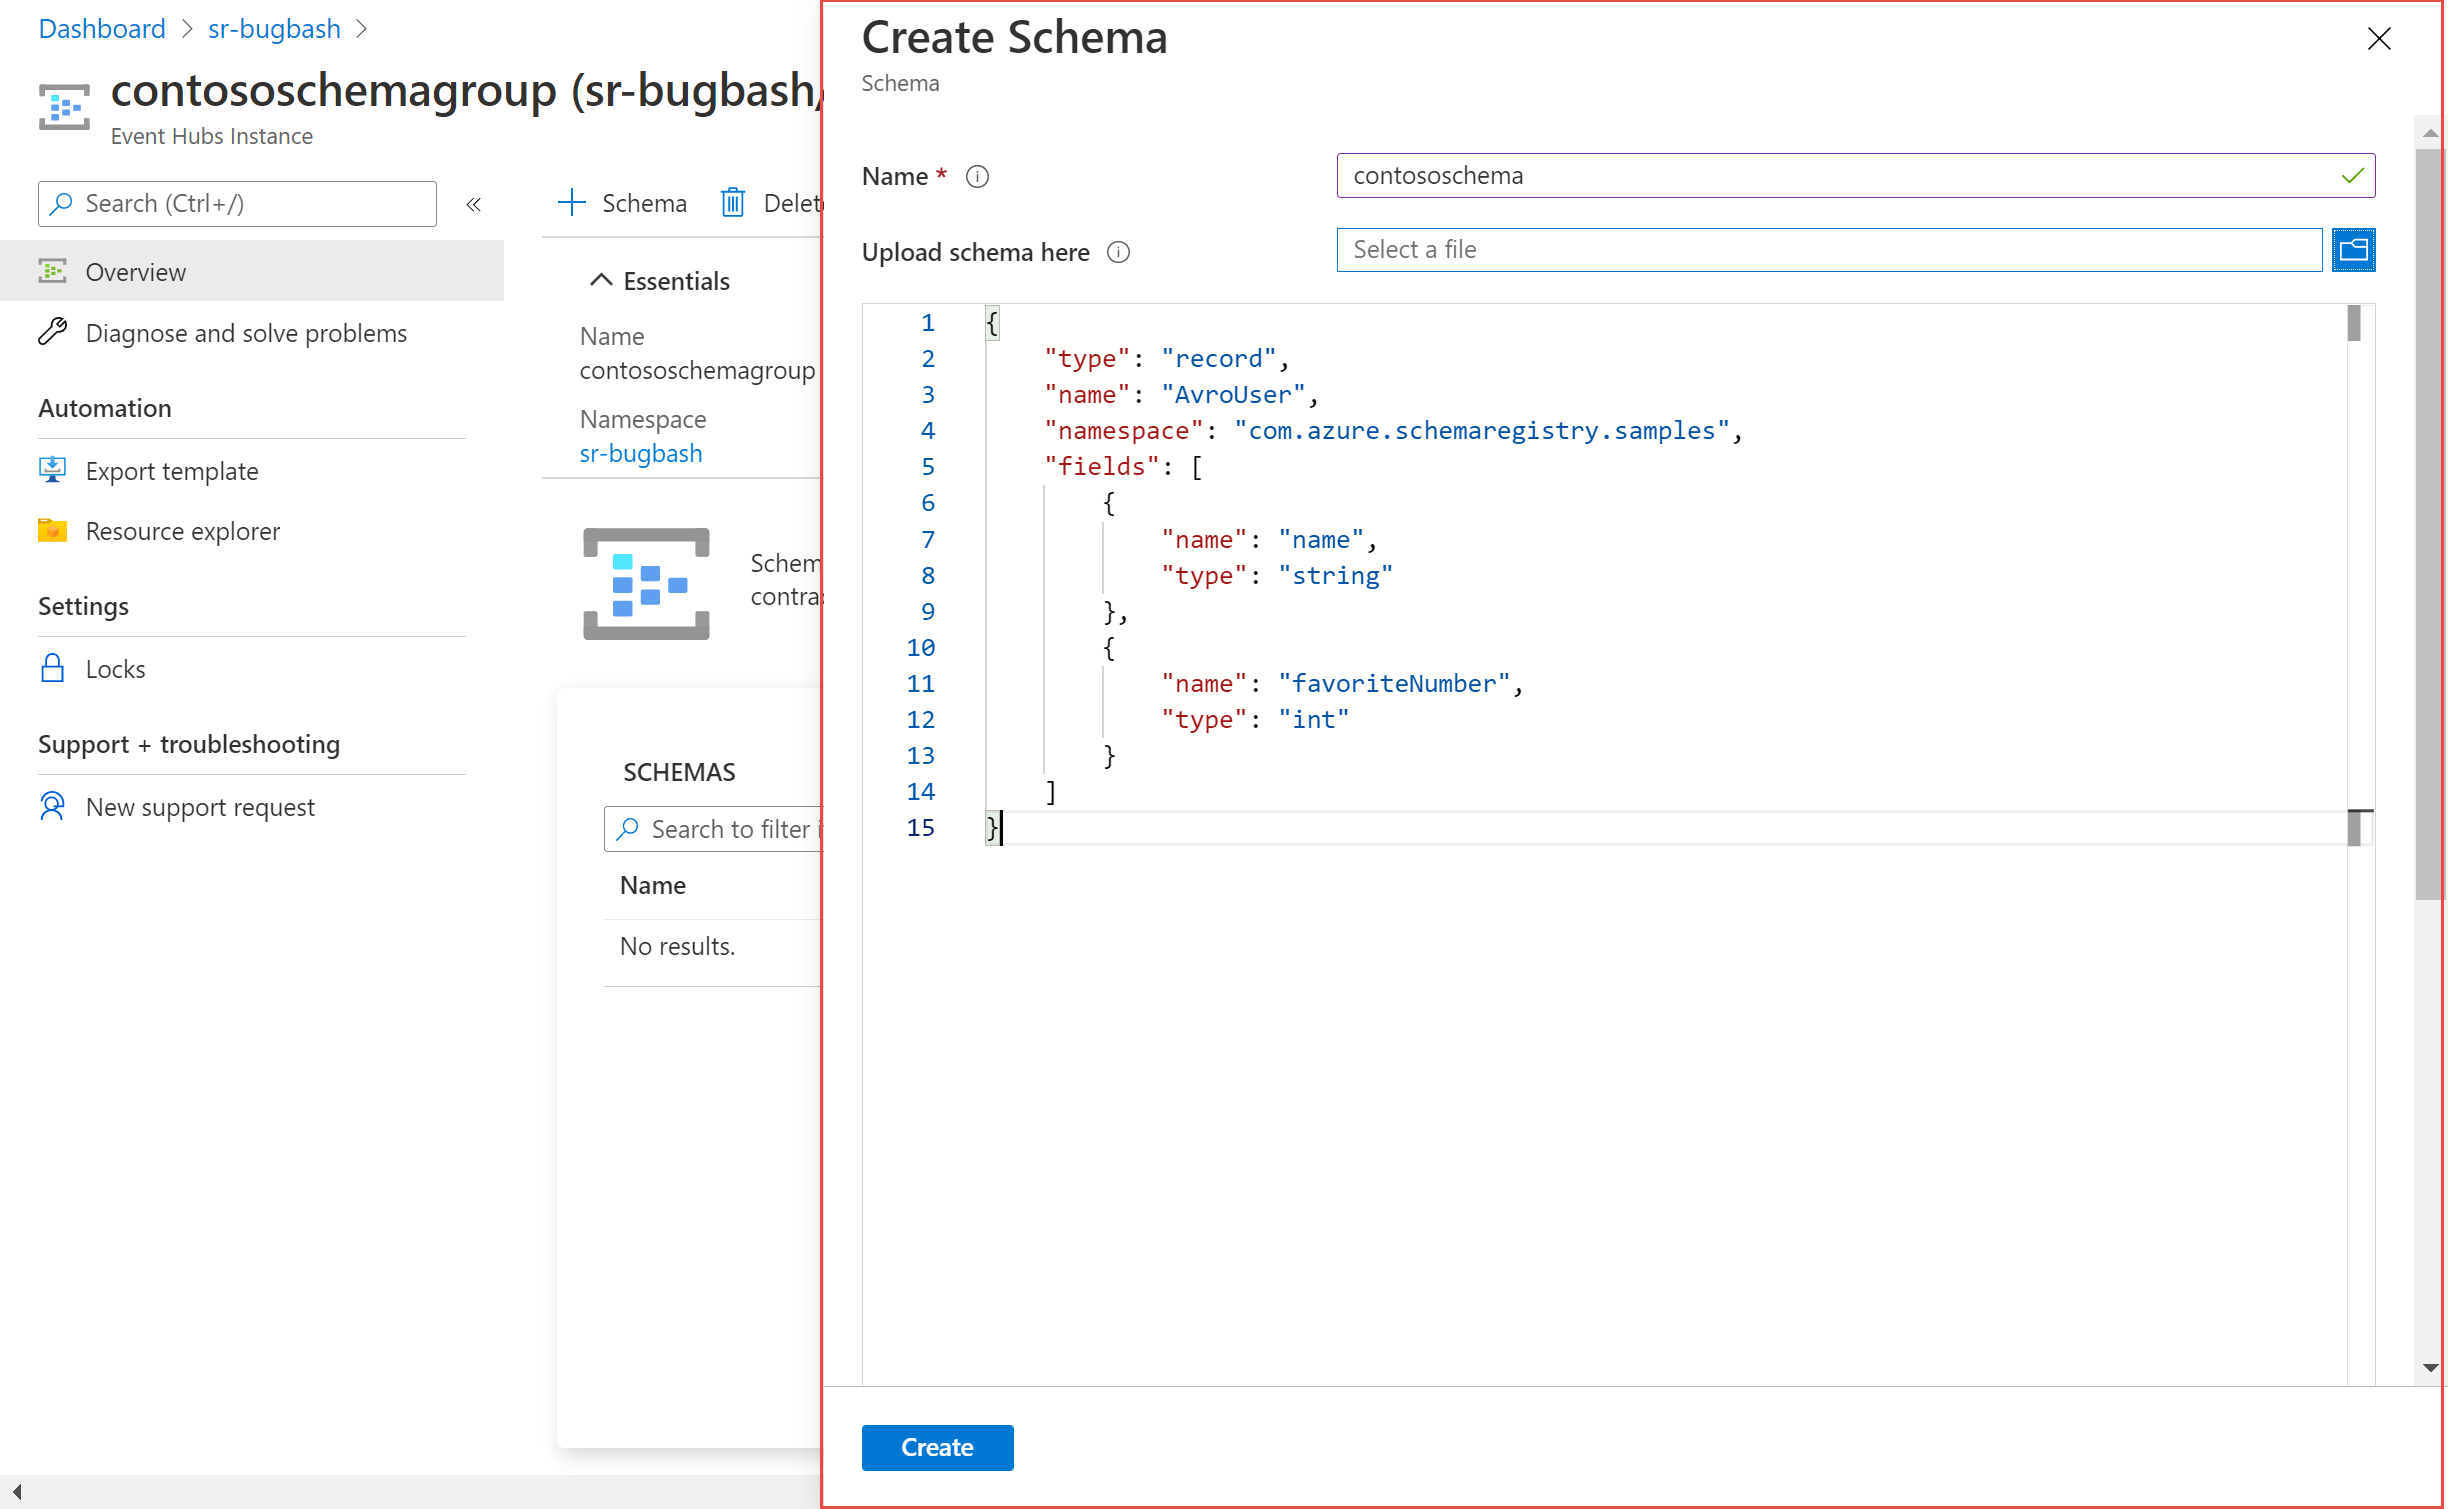 Dashboard > sr-bugbash >
contososchemagroup (sr-bugbash/
Event Hubs Instance
Search (Ctrl+/)
«
Overview
Diagnose and solve problems
Automation
Export template
Resource explorer
Settings
Locks
Support + troubleshooting
New support request
+ Schema
Delet
Essentials
Name
contososchemagroup
Namespace
sr-bugbash
Schem
contra
SCHEMAS
Search to filter i
Name
No results.
Create Schema
Schema
Name *
contososchema
Upload schema here
Select a file
1 {
2 "type": "record",
3 "name": "AvroUser",
4 "namespace": "com.azure.schemaregistry.samples",
5 "fields": [
6 {
7 "name": "name",
8 "type": "string"
9 },
10 {
11 "name": "favoriteNumber",
12 "type": "int"
13 }
14 ]
15 }
Create